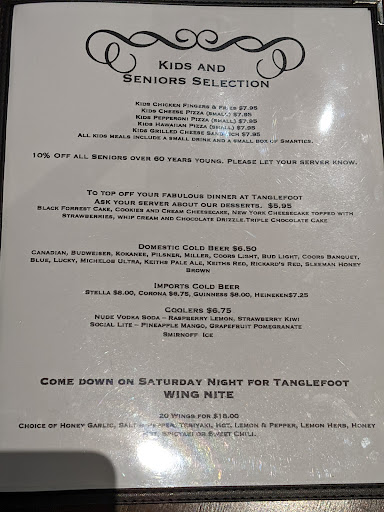 Kids and
Seniors Selection
Kids Chicken Fingers & Fries $7.95
Kids Cheese Pizza (small) $7.95
Kids Pepperoni Pizza (small) $7.95
Kids Hawaiian Pizza (small) $7.95
Kids Grilled Cheese Sandwich $7.95
All kids meals include a small drink and a small box of Smarties.
10% off all Seniors over 60 years young. Please let your server know.
To top off your fabulous dinner at Tanglefoot
Ask your server about our desserts. $5.95
Black Forrest Cake, Cookies and Cream Cheesecake, New York Cheesecake topped with
Strawberries, whip cream and Chocolate Drizzle, Triple Chocolate Cake
Domestic Cold Beer $6.50
Canadian, Budweiser, Kokanee, Pilsner, Miller, Coors Light, Bud Light, Coors Banquet,
Blue, Lucky, Michelob Ultra, Keiths Pale Ale, Keiths Red, Rickard's Red, Sleeman Honey
Brown
Imports Cold Beer
Stella $8.00, Corona $8.75, Guinness $8.00, Heineken $7.25
Coolers $6.75
Nude Vodka Soda – Raspberry Lemon, Strawberry Kiwi
Social Lite – Pineapple Mango, Grapefruit Pomegranate
Smirnoff Ice
Come down on Saturday Night for Tanglefoot
WING NITE
20 Wings for $18.00
Choice of Honey Garlic, Salt & Pepper, Teriyaki, Hot, Lemon & Pepper, Lemon Herb, Honey
Hot, or Sweet Chili.